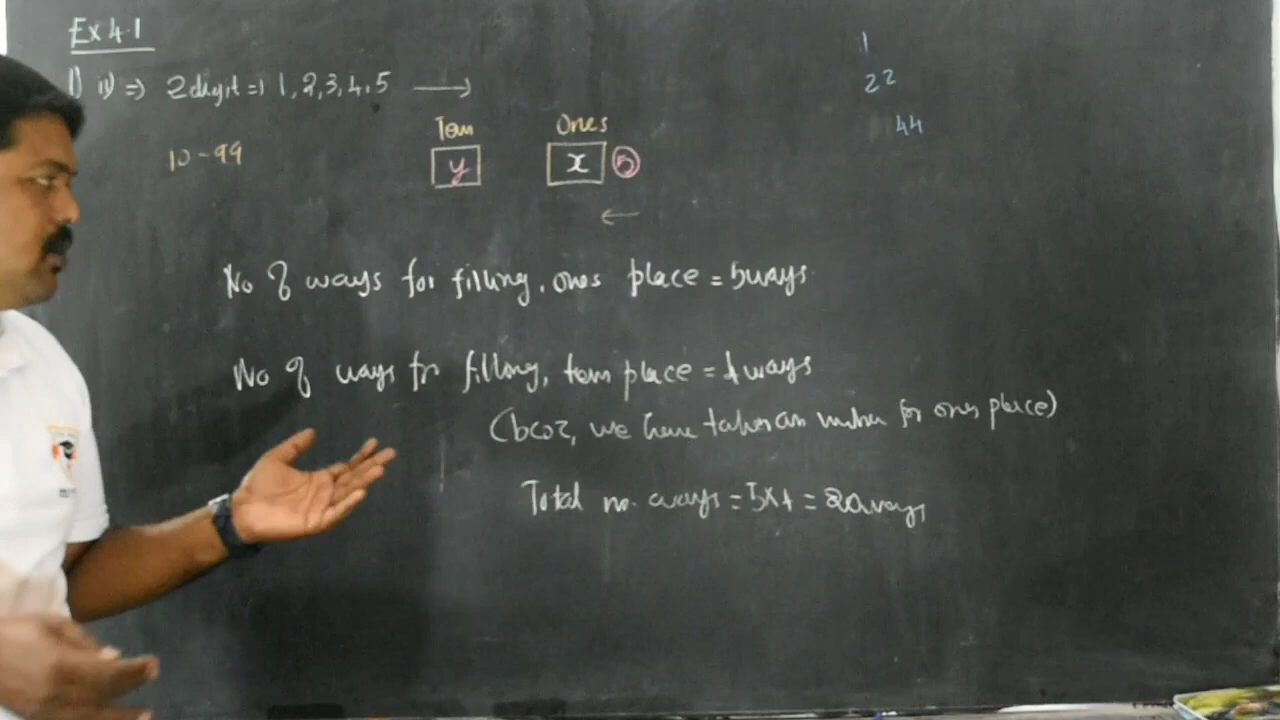 Ex 4.1
1
1) ii) => 2 digit => 1, 2, 3, 4, 5 →
22
Ten Ones
44
10-99
y x 5
←
No of ways for filling, ones place = 5 ways
No of ways for filling, tens place = 4 ways
(bcoz, we have taken an number for ones place)
Total no. ways = 5x4 = 20 ways